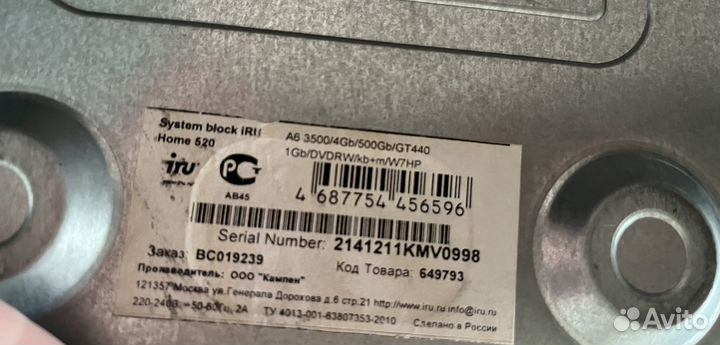 System block iRU
Home 520
A6 3500/4Gb/500Gb/GT440
1Gb/DVDRW/kb+m/W7HP
iru
РСТ
АВ45
4 687754 456596
Serial Number: 2141211KMV0998
Заказ: BC019239
Код Товара: 649793
Производитель: ООО "Кампен"
121357 Москва ул.Генерала Дорохова д.6 стр.21 http://www.iru.ru info@iru.ru
220-240В, ~50-60Гц, 2А ТУ 4013-001-83807353-2010 Сделано в России
Avito